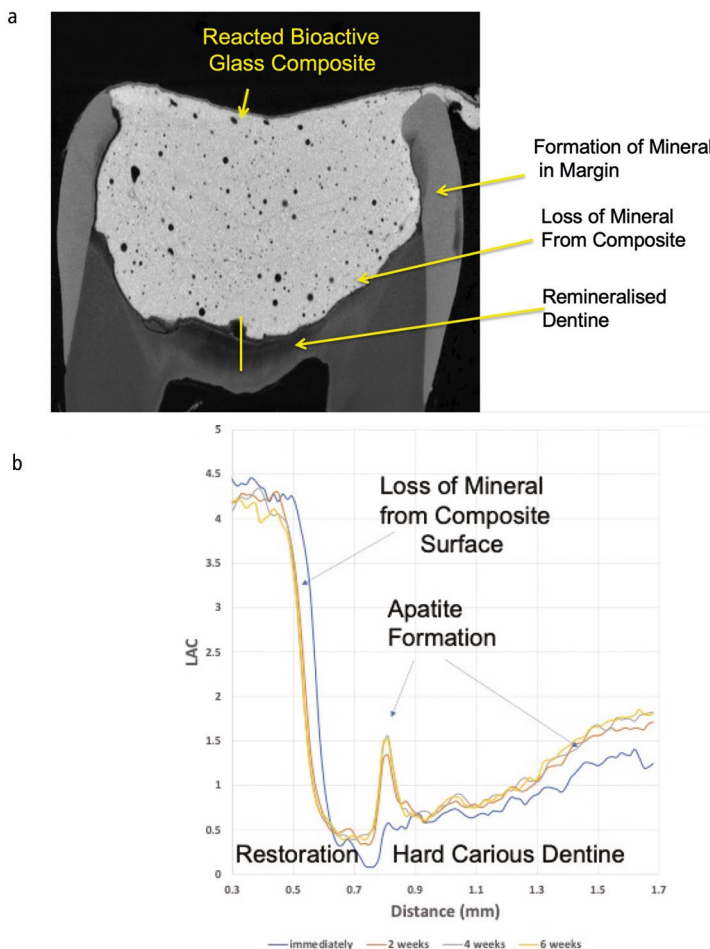 a
Reacted Bioactive
Glass Composite
Formation of Mineral
in Margin
Loss of Mineral
From Composite
Remineralised
Dentine
b
5
4.5
4
3.5
3
2.5
2
1.5
1
0.5
0
LAC
Loss of Mineral
from Composite
Surface
Apatite
Formation
Restoration
Hard Carious Dentine
0.3 0.5 0.7 0.9 1.1 1.3 1.5 1.7
Distance (mm)
immediately 2 weeks 4 weeks 6 weeks